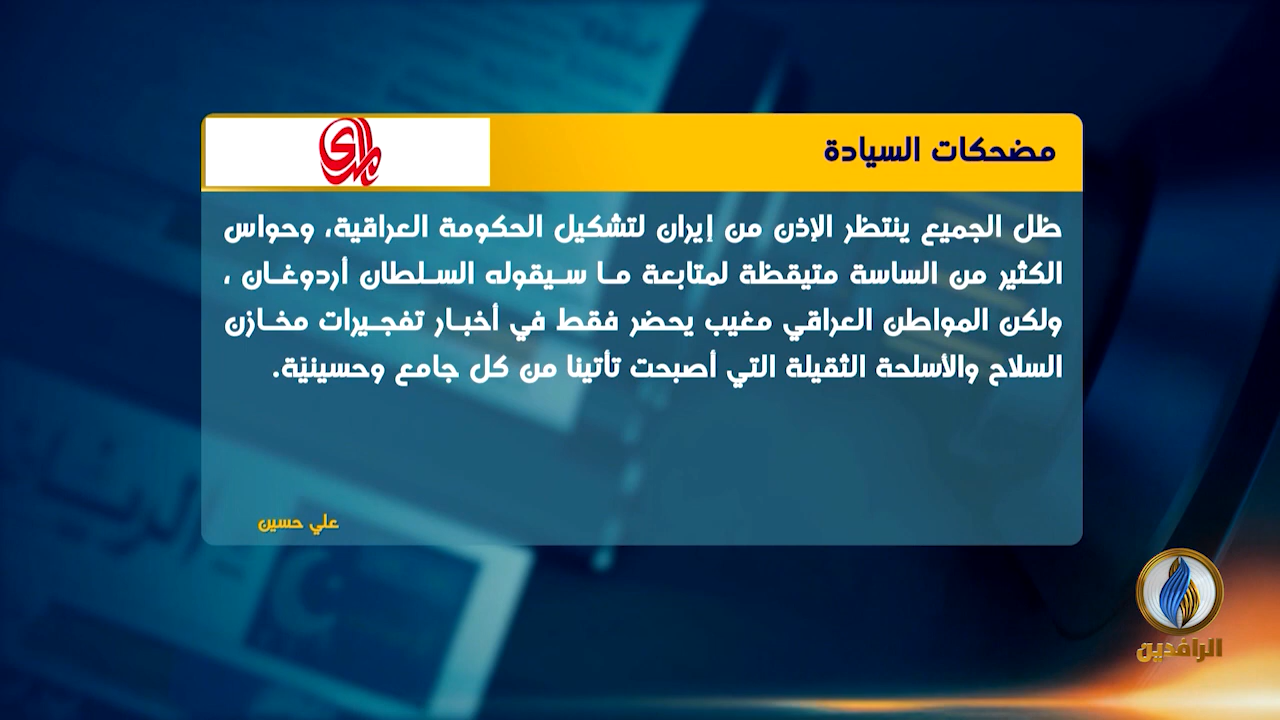 مضحكات السيادة
المدى
ظل الجميع ينتظر الإذن من إيران لتشكيل الحكومة العراقية، وحواس
الكثير من الساسة متيقظة لمتابعة ما سيقوله السلطان أردوغان ،
ولكن المواطن العراقي مغيب يحضر فقط في أخبار تفجيرات مخازن
السلاح والأسلحة الثقيلة التي أصبحت تأتينا من كل جامع وحسينيّة.
علي حسين
الرافدين